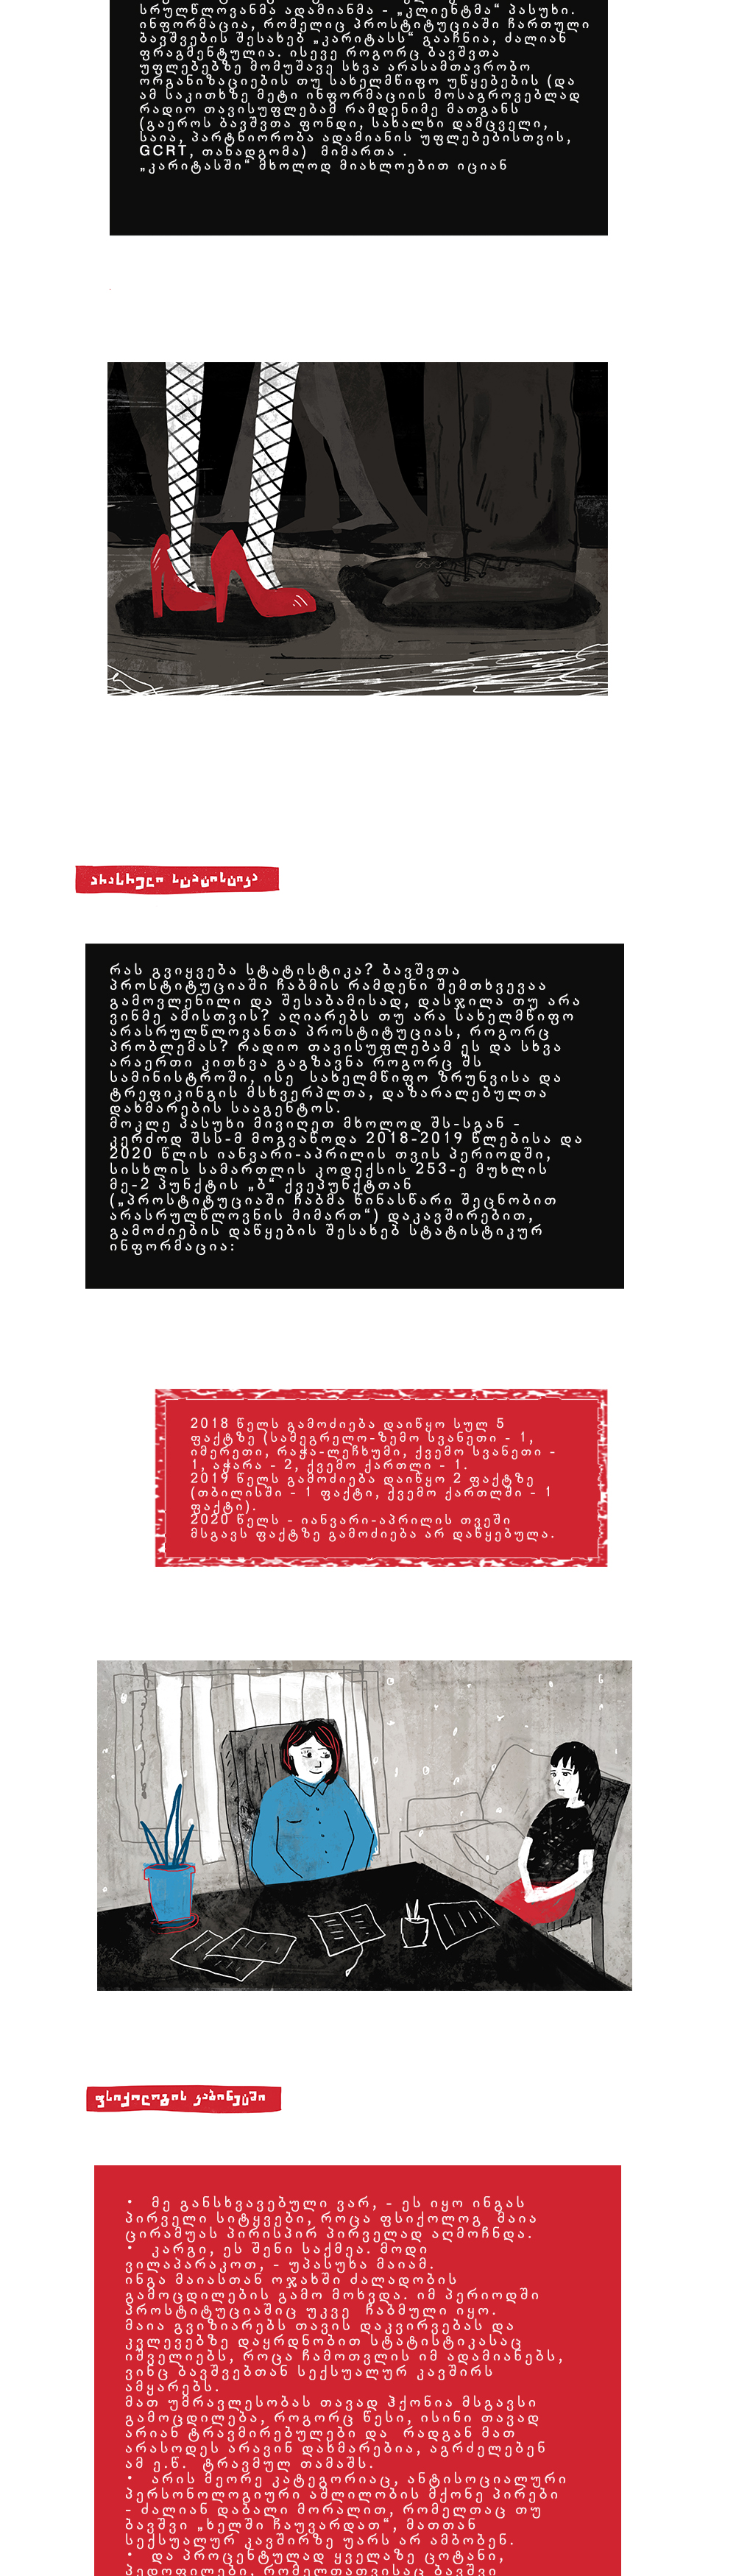 სრულწლოვანმა ადამიანმა - „კლიენტმა“ პასუხი.
ინფორმაცია, რომელიც პროსტიტუციაში ჩართული
ბავშვების შესახებ „კარიტასს“ გააჩნია, ძალიან
ფრაგმენტულია. ისევე როგორც ბავშვთა
უფლებებზე მომუშავე სხვა არასამთავრობო
ორგანიზაციების თუ სახელმწიფო უწყებების (და
ამ საკითხზე მეტი ინფორმაციის მოსაგროვებლად
რადიო თავისუფლებამ რამდენიმე მათგანს
(გაეროს ბავშვთა ფონდი, სახალხი დამცველი,
საია, პარტნიორობა ადამიანის უფლებებისთვის,
GCRT, თანადგომა) მიმართა .
„კარიტასში“ მხოლოდ მიახლოებით იციან
არასრული სტატისტიკა
რას გვიყვება სტატისტიკა? ბავშვთა
პროსტიტუციაში ჩაბმის რამდენი შემთხვევაა
გამოვლენილი და შესაბამისად, დასჯილა თუ არა
ვინმე ამისთვის? აღიარებს თუ არა სახელმწიფო
არასრულწლოვანთა პროსტიტუციას, როგორც
პრობლემას? რადიო თავისუფლებამ ეს და სხვა
არაერთი კითხვა გაგზავნა როგორც შს
სამინისტროში, ისე სახელმწიფო ზრუნვისა და
ტრეფიკინგის მსხვერპლთა, დაზარალებულთა
დახმარების სააგენტოს.
მოკლე პასუხი მივიღეთ მხოლოდ შს-სგან -
კერძოდ შსს-მ მოგვაწოდა 2018-2019 წლებისა და
2020 წლის იანვარი-აპრილის თვის პერიოდში,
სისხლის სამართლის კოდექსის 253-ე მუხლის
მე-2 პუნქტის „ბ“ ქვეპუნქტთან
(„პროსტიტუციაში ჩაბმა წინასწარი შეცნობით
არასრულწლოვნის მიმართ“) დაკავშირებით,
გამოძიების დაწყების შესახებ სტატისტიკურ
ინფორმაცია:
2018 წელს გამოძიება დაიწყო სულ 5
ფაქტზე (სამეგრელო-ზემო სვანეთი - 1,
იმერეთი, რაჭა-ლეჩხუმი, ქვემო სვანეთი -
1, აჭარა - 2, ქვემო ქართლი - 1.
2019 წელს გამოძიება დაიწყო 2 ფაქტზე
(თბილისში - 1 ფაქტი, ქვემო ქართლში - 1
ფაქტი).
2020 წელს - იანვარი-აპრილის თვეში
მსგავს ფაქტზე გამოძიება არ დაწყებულა.
ფსიქოლოგის კაბინეტში
• მე განსხვავებული ვარ, - ეს იყო ინგას
პირველი სიტყვები, როცა ფსიქოლოგ მაია
ცირამუას პირისპირ პირველად აღმოჩნდა.
• კარგი, ეს შენი საქმეა. მოდი
ვილაპარაკოთ, - უპასუხა მაიამ.
ინგა მაიასთან ოჯახში ძალადობის
გამოცდილების გამო მოხვდა. იმ პერიოდში
პროსტიტუციაშიც უკვე ჩაბმული იყო.
მაია გვიზიარებს თავის დაკვირვებას და
კვლევებზე დაყრდნობით სტატისტიკასაც
იშველიებს, როცა ჩამოთვლის იმ ადამიანებს,
ვინც ბავშვებთან სექსუალურ კავშირს
ამყარებს.
მათ უმრავლესობას თავად ჰქონია მსგავსი
გამოცდილება, როგორც წესი, ისინი თავად
არიან ტრავმირებულები და რადგან მათ
არასოდეს არავინ დახმარებია, აგრძელებენ
ამ ე.წ. ტრავმულ თამაშს.
• არის მეორე კატეგორიაც, ანტისოციალური
პერსონოლოგიური აშლილობის მქონე პირები
- ძალიან დაბალი მორალით, რომელთაც თუ
ბავშვი „ხელში ჩაუვარდათ“, მათთან
სექსუალურ კავშირზე უარს არ ამბობენ.
• და პროცენტულად ყველაზე ცოტანი,
პედოფილები, რომელთათვისაც ბავშვი